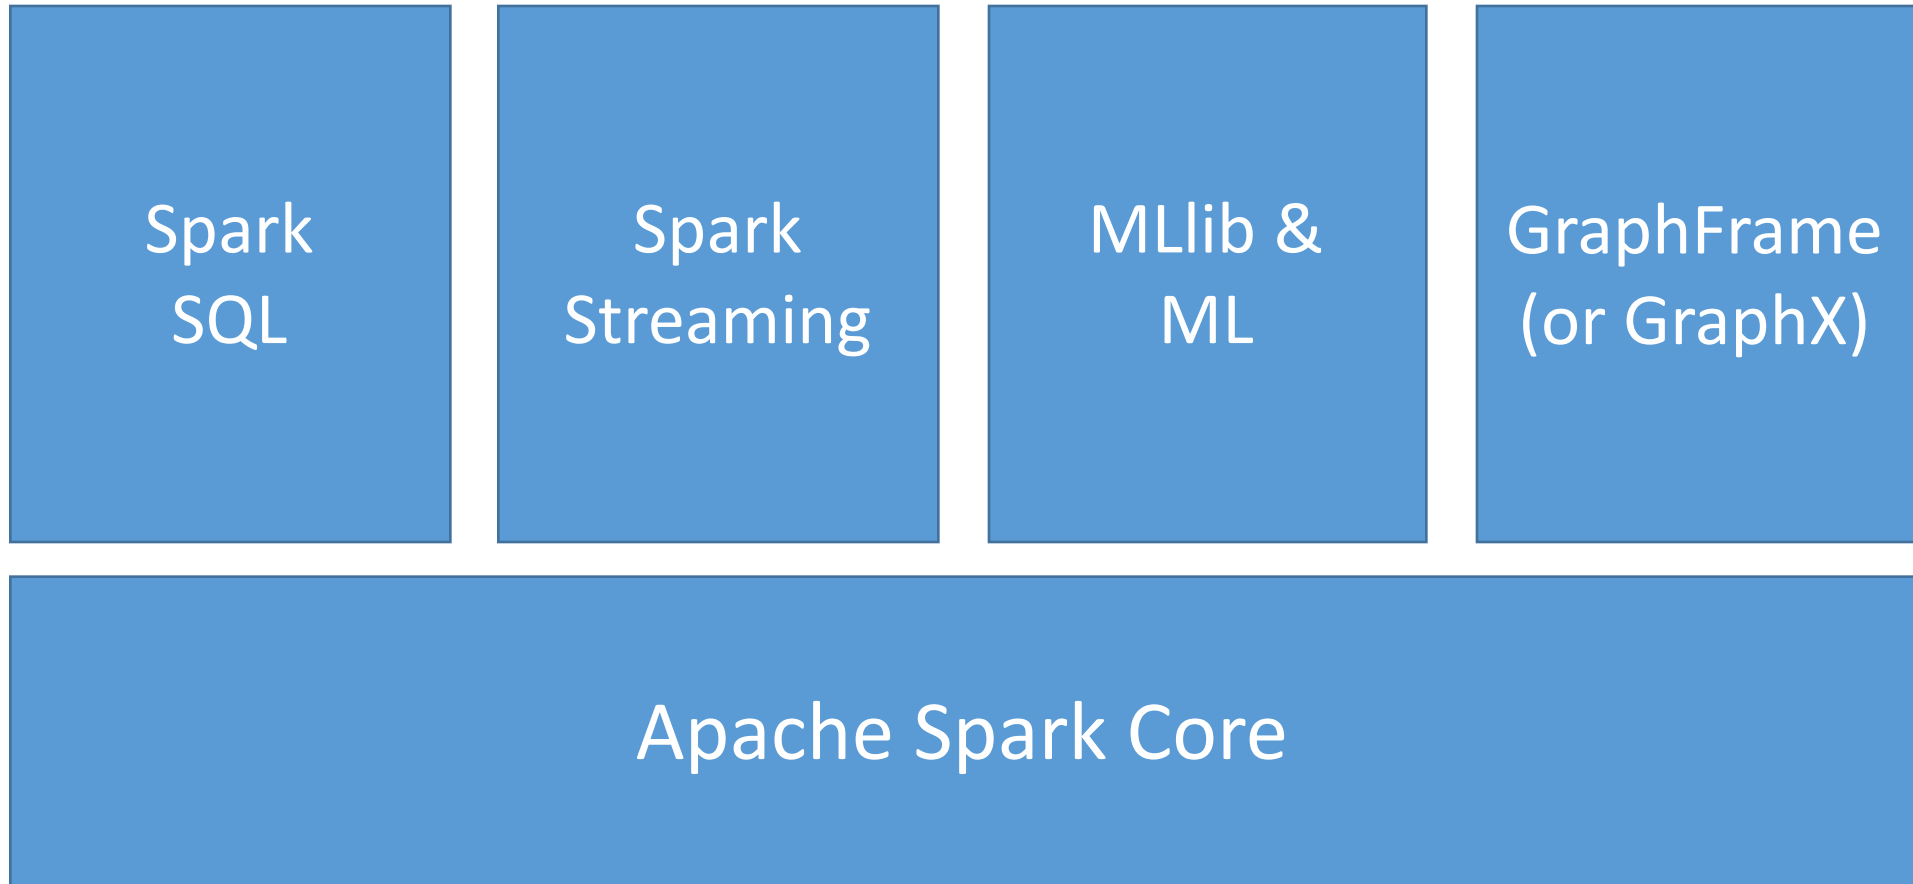 Spark
SQL
Spark
Streaming
MLlib &
ML
GraphFrame
(or GraphX)
Apache Spark Core